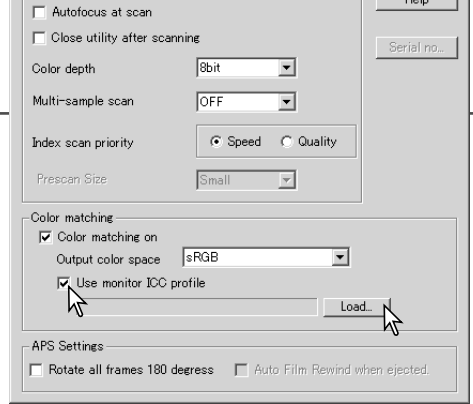 Help
Autofocus at scan
Close utility after scanning
Serial no...
Color depth 8bit
Multi-sample scan OFF
Index scan priority Speed Quality
Prescan Size Small
Color matching
Color matching on
Output color space sRGB
Use monitor ICC profile
Load...
APS Settings
Rotate all frames 180 degress Auto Film Rewind when ejected.